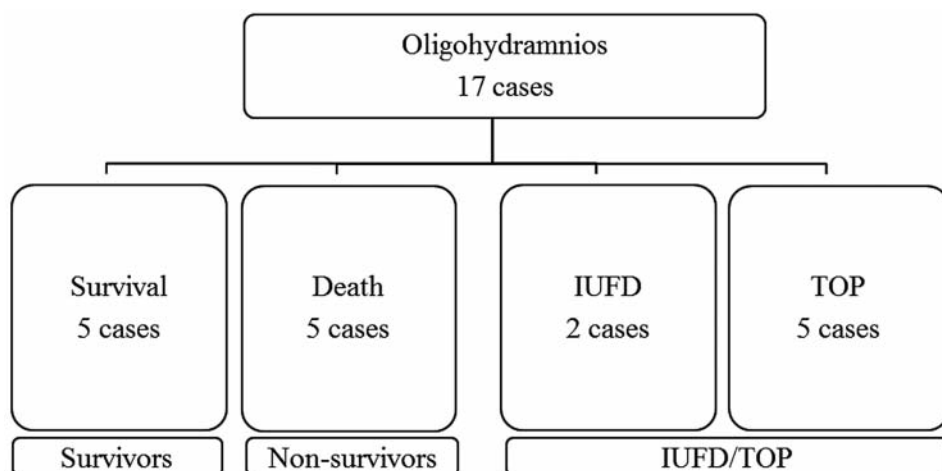 Oligohydramnios
17 cases
Survival
5 cases
Death
5 cases
IUFD
2 cases
TOP
5 cases
Survivors
Non-survivors
IUFD/TOP